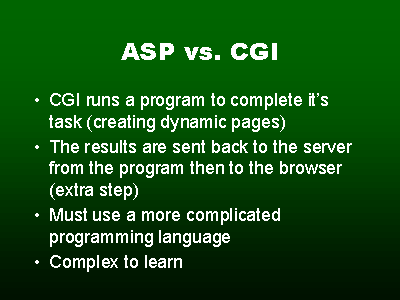 ASP vs. CGI
• CGI runs a program to complete it's
task (creating dynamic pages)
• The results are sent back to the server
from the program then to the browser
(extra step)
• Must use a more complicated
programming language
• Complex to learn